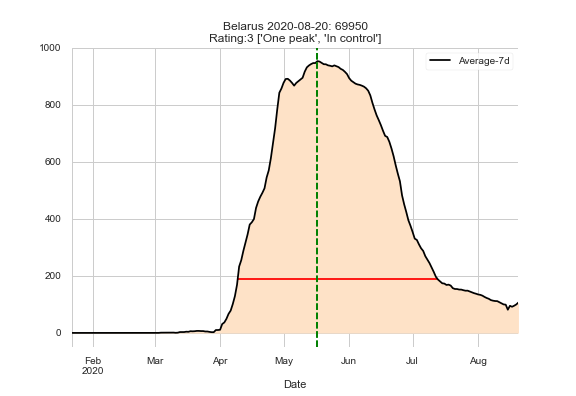 Belarus 2020-08-20: 69950
Rating:3 ['One peak', 'In control']
Average-7d
1000
800
600
400
200
0
Feb Mar Apr May Jun Jul Aug
2020
Date